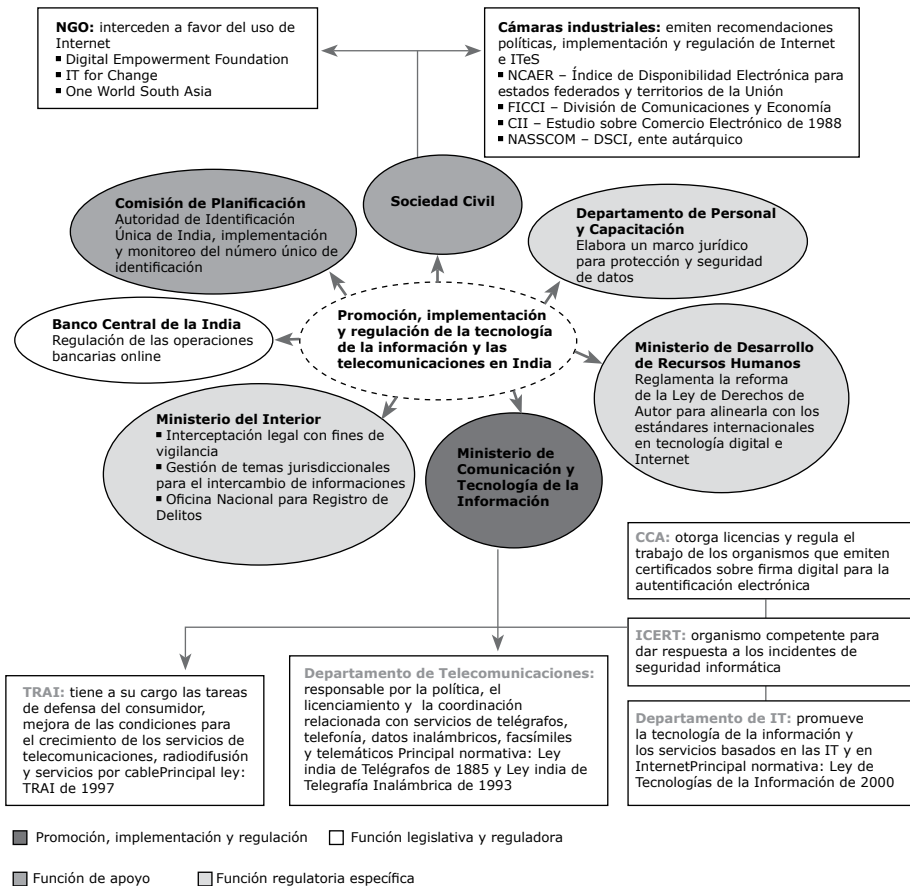 NGO: interceden a favor del uso de
Internet
▪ Digital Empowerment Foundation
▪ IT for Change
▪ One World South Asia
Cámaras industriales: emiten recomendaciones
políticas, implementación y regulación de Internet
e ITeS
▪ NCAER – Índice de Disponibilidad Electrónica para
estados federados y territorios de la Unión
▪ FICCI – División de Comunicaciones y Economía
▪ CII – Estudio sobre Comercio Electrónico de 1988
▪ NASSCOM – DSCI, ente autárquico
Comisión de Planificación
Autoridad de Identificación
Única de India, implementación
y monitoreo del número único de
identificación
Sociedad Civil
Departamento de Personal
y Capacitación
Elabora un marco jurídico
para protección y seguridad
de datos
Banco Central de la India
Regulación de las operaciones
bancarias online
Promoción, implementación
y regulación de la tecnología
de la información y las
telecomunicaciones en India
Ministerio de Desarrollo
de Recursos Humanos
Reglamenta la reforma
de la Ley de Derechos de
Autor para alinearla con los
estándares internacionales
en tecnología digital e
Internet
Ministerio del Interior
▪ Interceptación legal con fines de
vigilancia
▪ Gestión de temas jurisdiccionales
para el intercambio de informaciones
▪ Oficina Nacional para Registro de
Delitos
Ministerio de
Comunicación y
Tecnología de la
Información
CCA: otorga licencias y regula el
trabajo de los organismos que emiten
certificados sobre firma digital para la
autentificación electrónica
ICERT: organismo competente para
dar respuesta a los incidentes de
seguridad informática
TRAI: tiene a su cargo las tareas
de defensa del consumidor,
mejora de las condiciones para
el crecimiento de los servicios de
telecomunicaciones, radiodifusión
y servicios por cablePrincipal ley:
TRAI de 1997
Departamento de Telecomunicaciones:
responsable por la política, el
licenciamiento y la coordinación
relacionada con servicios de telégrafos,
telefonía, datos inalámbricos, facsímiles
y telemáticos Principal normativa: Ley
india de Telégrafos de 1885 y Ley india de
Telegrafía Inalámbrica de 1993
Departamento de IT: promueve
la tecnología de la información y
los servicios basados en las IT y en
InternetPrincipal normativa: Ley de
Tecnologías de la Información de 2000
Promoción, implementación y regulación
Función legislativa y reguladora
Función de apoyo
Función regulatoria específica